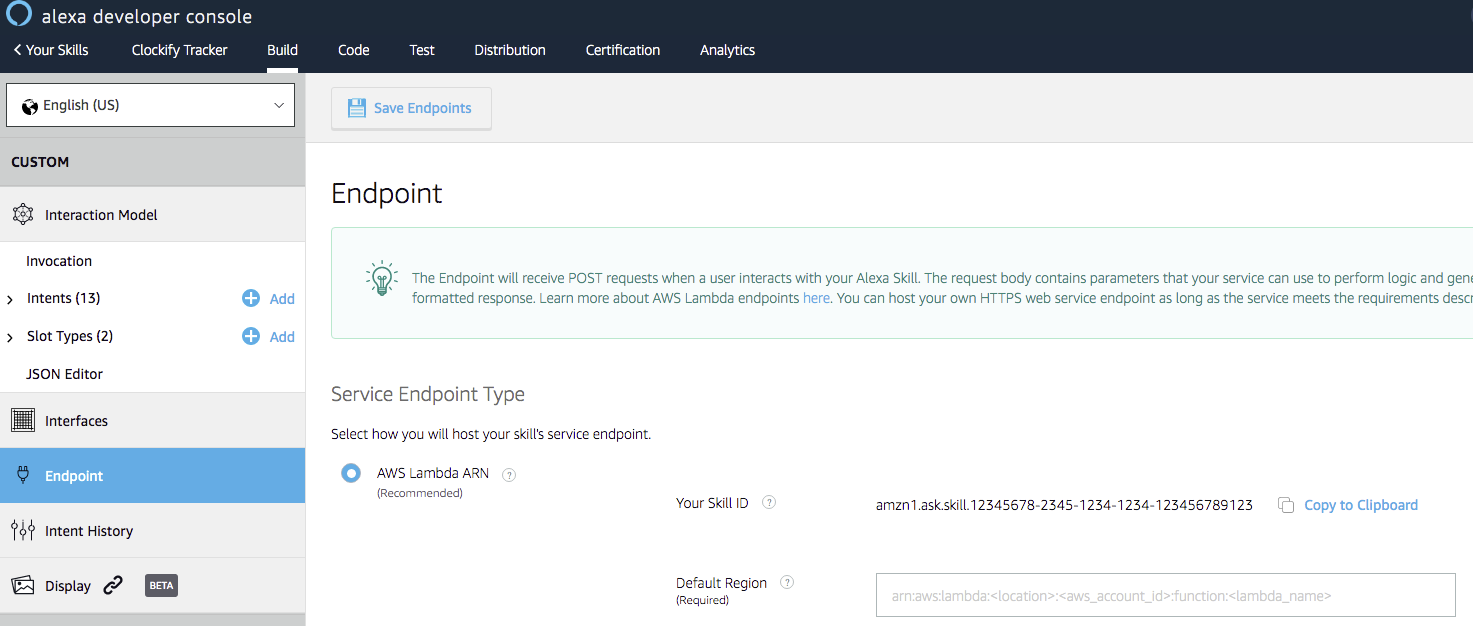 alexa developer console
Your Skills Clockify Tracker Build Code Test Distribution Certification Analytics
English (US)
Save Endpoints
CUSTOM
Endpoint
Interaction Model
Invocation
The Endpoint will receive POST requests when a user interacts with your Alexa Skill. The request body contains parameters that your service can use to perform logic and gene
Intents (13) Add
formatted response. Learn more about AWS Lambda endpoints here. You can host your own HTTPS web service endpoint as long as the service meets the requirements descr
Slot Types (2) Add
JSON Editor
Service Endpoint Type
Interfaces
Select how you will host your skill's service endpoint.
Endpoint
AWS Lambda ARN ?
(Recommended)
Your Skill ID ? amzn1.ask.skill.12345678-2345-1234-1234-123456789123 Copy to Clipboard
Intent History
Display BETA
Default Region ?
(Required)
arn:aws:lambda:<location>:<aws_account_id>:function:<lambda_name>